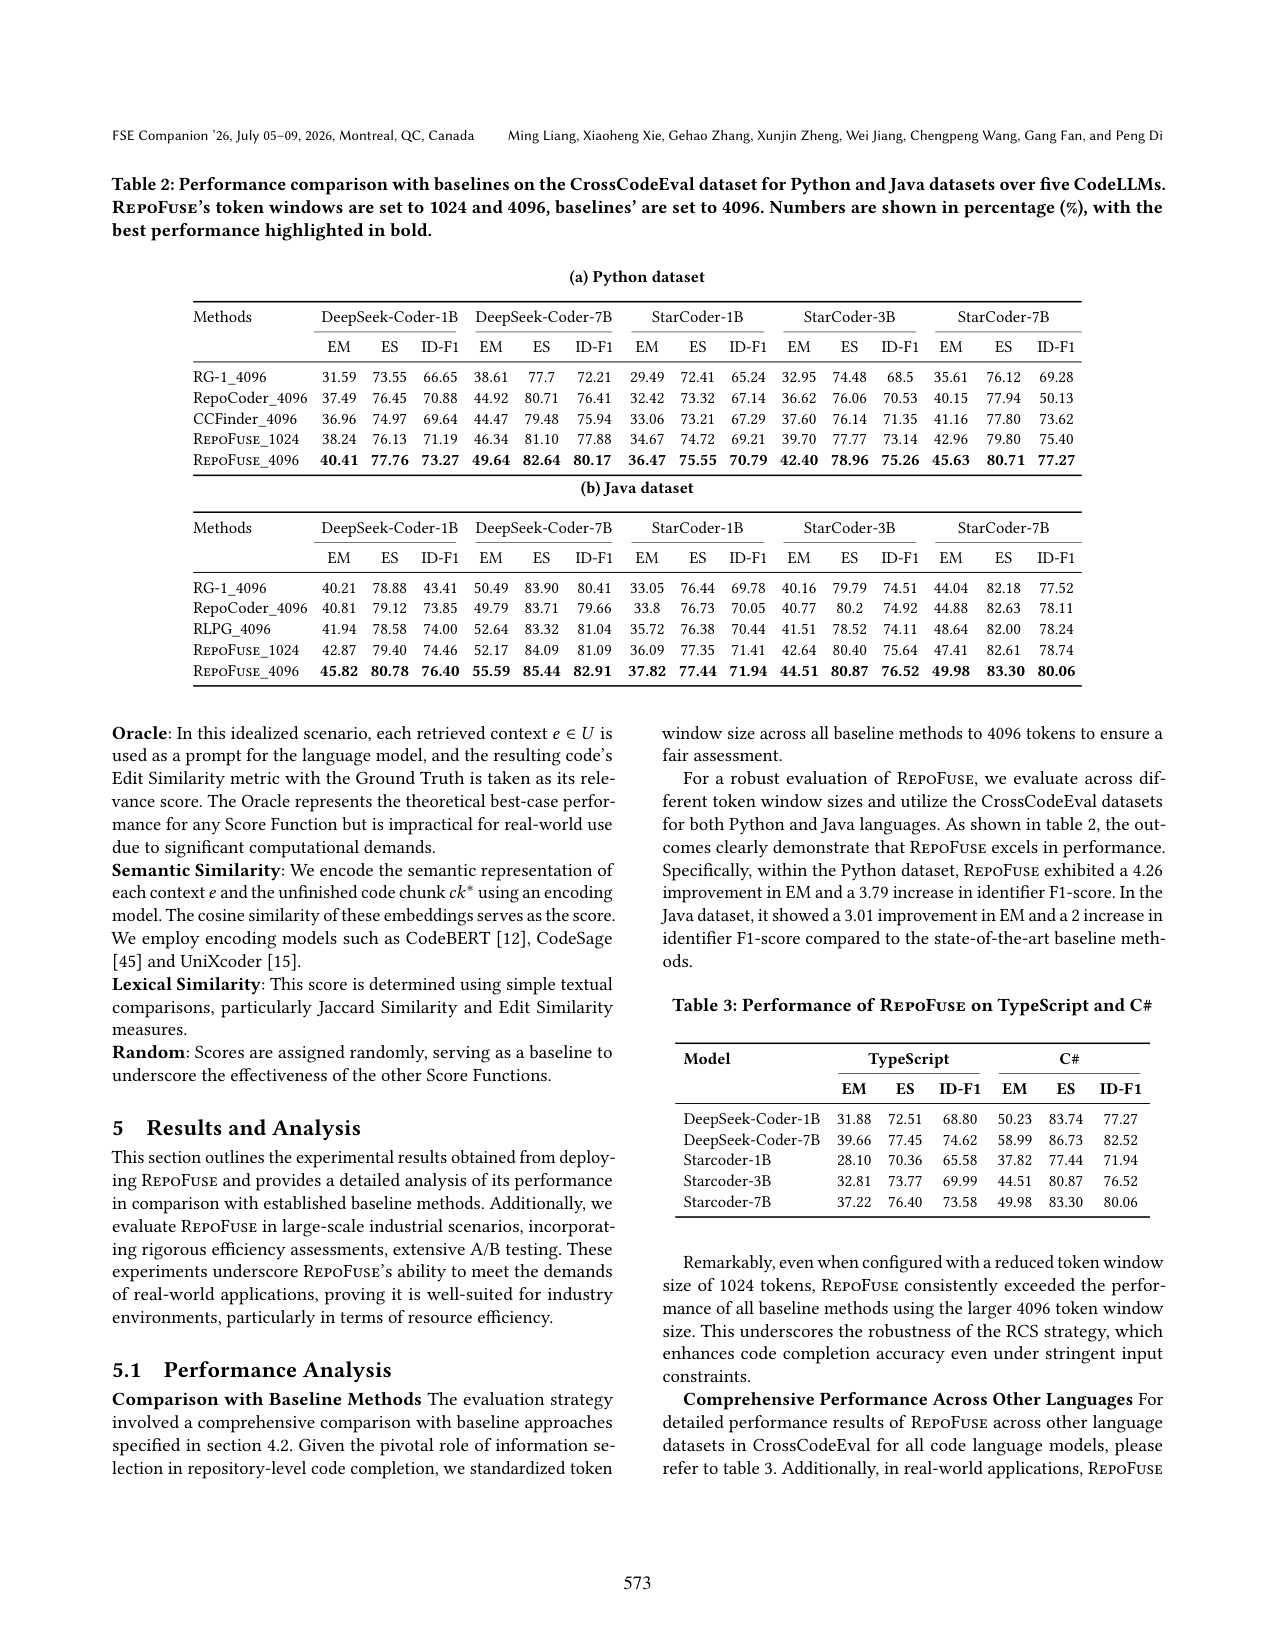 FSE Companion ’26, July 05–09, 2026, Montreal, QC, Canada Ming Liang, Xiaoheng Xie, Gehao Zhang, Xunjin Zheng, Wei Jiang, Chengpeng Wang, Gang Fan, and Peng Di
Table 2: Performance comparison with baselines on the CrossCodeEval dataset for Python and Java datasets over five CodeLLMs.
RepoFuse’s token windows are set to 1024 and 4096, baselines’ are set to 4096. Numbers are shown in percentage (%), with the
best performance highlighted in bold.
(a) Python dataset
Methods DeepSeek-Coder-1B DeepSeek-Coder-7B StarCoder-1B StarCoder-3B StarCoder-7B
EM ES ID-F1 EM ES ID-F1 EM ES ID-F1 EM ES ID-F1 EM ES ID-F1
RG-1_4096 31.59 73.55 66.65 38.61 77.7 72.21 29.49 72.41 65.24 32.95 74.48 68.5 35.61 76.12 69.28
RepoCoder_4096 37.49 76.45 70.88 44.92 80.71 76.41 32.42 73.32 67.14 36.62 76.06 70.53 40.15 77.94 50.13
CCFinder_4096 36.96 74.97 69.64 44.47 79.48 75.94 33.06 73.21 67.29 37.60 76.14 71.35 41.16 77.80 73.62
RepoFuse_1024 38.24 76.13 71.19 46.34 81.10 77.88 34.67 74.72 69.21 39.70 77.77 73.14 42.96 79.80 75.40
RepoFuse_4096 40.41 77.76 73.27 49.64 82.64 80.17 36.47 75.55 70.79 42.40 78.96 75.26 45.63 80.71 77.27
(b) Java dataset
Methods DeepSeek-Coder-1B DeepSeek-Coder-7B StarCoder-1B StarCoder-3B StarCoder-7B
EM ES ID-F1 EM ES ID-F1 EM ES ID-F1 EM ES ID-F1 EM ES ID-F1
RG-1_4096 40.21 78.88 43.41 50.49 83.90 80.41 33.05 76.44 69.78 40.16 79.79 74.51 44.04 82.18 77.52
RepoCoder_4096 40.81 79.12 73.85 49.79 83.71 79.66 33.8 76.73 70.05 40.77 80.2 74.92 44.88 82.63 78.11
RLPG_4096 41.94 78.58 74.00 52.64 83.32 81.04 35.72 76.38 70.44 41.51 78.52 74.11 48.64 82.00 78.24
RepoFuse_1024 42.87 79.40 74.46 52.17 84.09 81.09 36.09 77.35 71.41 42.64 80.40 75.64 47.41 82.61 78.74
RepoFuse_4096 45.82 80.78 76.40 55.59 85.44 82.91 37.82 77.44 71.94 44.51 80.87 76.52 49.98 83.30 80.06
Oracle: In this idealized scenario, each retrieved context e ∈ U is
used as a prompt for the language model, and the resulting code’s
Edit Similarity metric with the Ground Truth is taken as its rele-
vance score. The Oracle represents the theoretical best-case perfor-
mance for any Score Function but is impractical for real-world use
due to significant computational demands.
Semantic Similarity: We encode the semantic representation of
each context e and the unfinished code chunk ck* using an encoding
model. The cosine similarity of these embeddings serves as the score.
We employ encoding models such as CodeBERT [12], CodeSage
[45] and UniXcoder [15].
Lexical Similarity: This score is determined using simple textual
comparisons, particularly Jaccard Similarity and Edit Similarity
measures.
Random: Scores are assigned randomly, serving as a baseline to
underscore the effectiveness of the other Score Functions.
5 Results and Analysis
This section outlines the experimental results obtained from deploy-
ing RepoFuse and provides a detailed analysis of its performance
in comparison with established baseline methods. Additionally, we
evaluate RepoFuse in large-scale industrial scenarios, incorporat-
ing rigorous efficiency assessments, extensive A/B testing. These
experiments underscore RepoFuse’s ability to meet the demands
of real-world applications, proving it is well-suited for industry
environments, particularly in terms of resource efficiency.
5.1 Performance Analysis
Comparison with Baseline Methods The evaluation strategy
involved a comprehensive comparison with baseline approaches
specified in section 4.2. Given the pivotal role of information se-
lection in repository-level code completion, we standardized token
window size across all baseline methods to 4096 tokens to ensure a
fair assessment.
For a robust evaluation of RepoFuse, we evaluate across dif-
ferent token window sizes and utilize the CrossCodeEval datasets
for both Python and Java languages. As shown in table 2, the out-
comes clearly demonstrate that RepoFuse excels in performance.
Specifically, within the Python dataset, RepoFuse exhibited a 4.26
improvement in EM and a 3.79 increase in identifier F1-score. In the
Java dataset, it showed a 3.01 improvement in EM and a 2 increase in
identifier F1-score compared to the state-of-the-art baseline meth-
ods.
Table 3: Performance of RepoFuse on TypeScript and C#
Model TypeScript C#
EM ES ID-F1 EM ES ID-F1
DeepSeek-Coder-1B 31.88 72.51 68.80 50.23 83.74 77.27
DeepSeek-Coder-7B 39.66 77.45 74.62 58.99 86.73 82.52
Starcoder-1B 28.10 70.36 65.58 37.82 77.44 71.94
Starcoder-3B 32.81 73.77 69.99 44.51 80.87 76.52
Starcoder-7B 37.22 76.40 73.58 49.98 83.30 80.06
Remarkably, even when configured with a reduced token window
size of 1024 tokens, RepoFuse consistently exceeded the perfor-
mance of all baseline methods using the larger 4096 token window
size. This underscores the robustness of the RCS strategy, which
enhances code completion accuracy even under stringent input
constraints.
Comprehensive Performance Across Other Languages For
detailed performance results of RepoFuse across other language
datasets in CrossCodeEval for all code language models, please
refer to table 3. Additionally, in real-world applications, RepoFuse
573